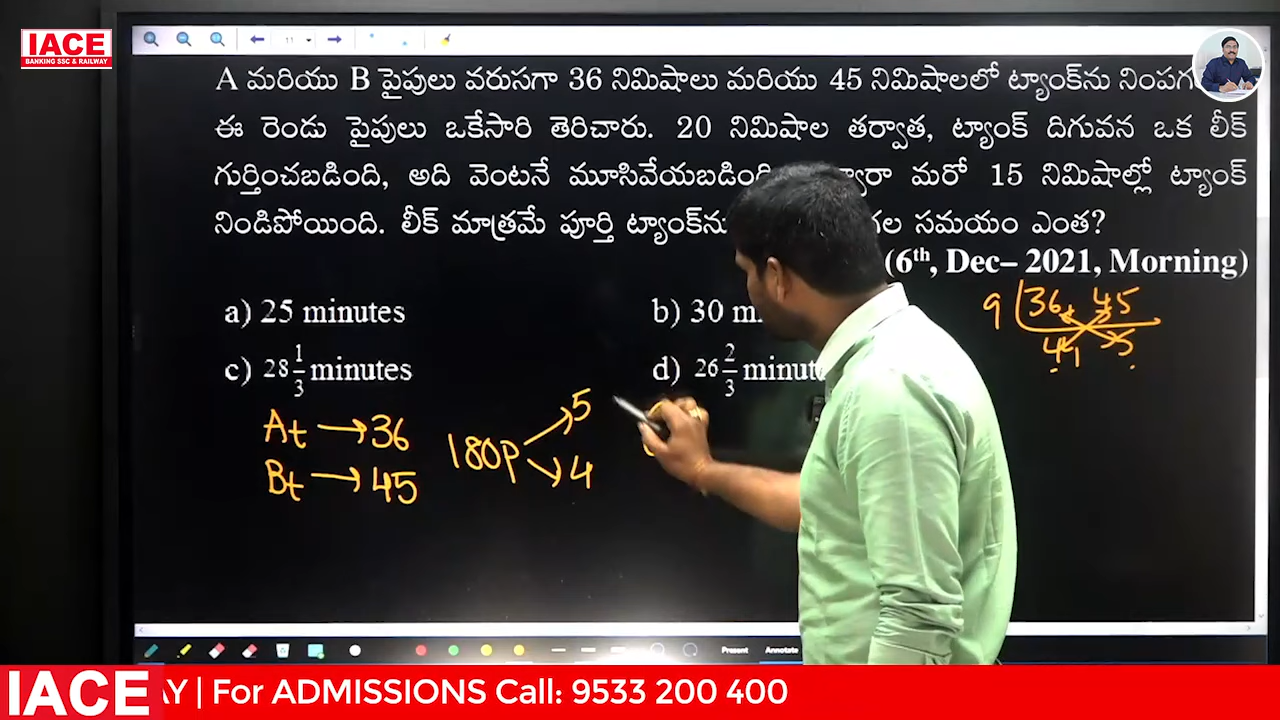 IACE
BANKING SSC & RAILWAY
A మరియు B పైపులు వరుసగా 36 నిమిషాలు మరియు 45 నిమిషాలలో ట్యాంక్‌ను
ఈ రెండు పైపులు ఒకేసారి తెరిచారు. 20 నిమిషాల తర్వాత, ట్యాంక్ దిగువన ఒక లీక్
గుర్తించబడింది, అది వెంటనే మూసివేయబడింది మరో 15 నిమిషాల్లో ట్యాంక్
నిండిపోయింది. లీక్ మాత్రమే పూర్తి ట్యాంక్‌ను సమయం ఎంత?
(6th, Dec– 2021, Morning)
a) 25 minutes
b) 30
c) 28 1/3 minutes
d) 26 2/3
9 36, 45
4 5
At → 36
Bt → 45
180p
5
4
Present Annotate
IACE
| For ADMISSIONS Call: 9533 200 400